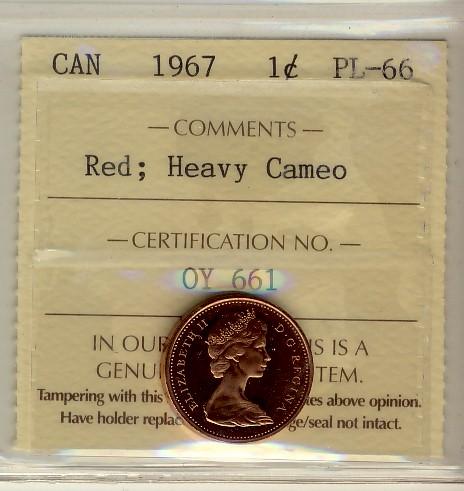 CAN 1967 1¢ PL-66
— COMMENTS —
Red; Heavy Cameo
— CERTIFICATION NO. —
OY 661
IN OUR IS IS A
GENUI TEM.
Tampering with this tes above opinion.
Have holder replac ge/seal not intact.
ELIZABETH II D·G·REGINA